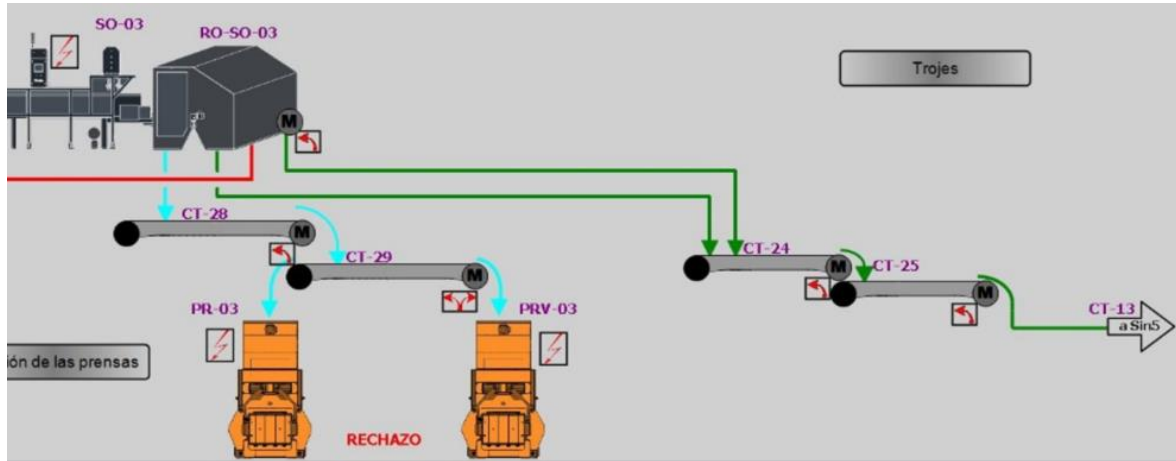 SO-03
RO-SO-03
Trojes
M
CT-28
M
CT-24
M
CT-29
M
CT-25
M
M
PR-03
PRV-03
CT-13
a Sin5
ión de las prensas
RECHAZO